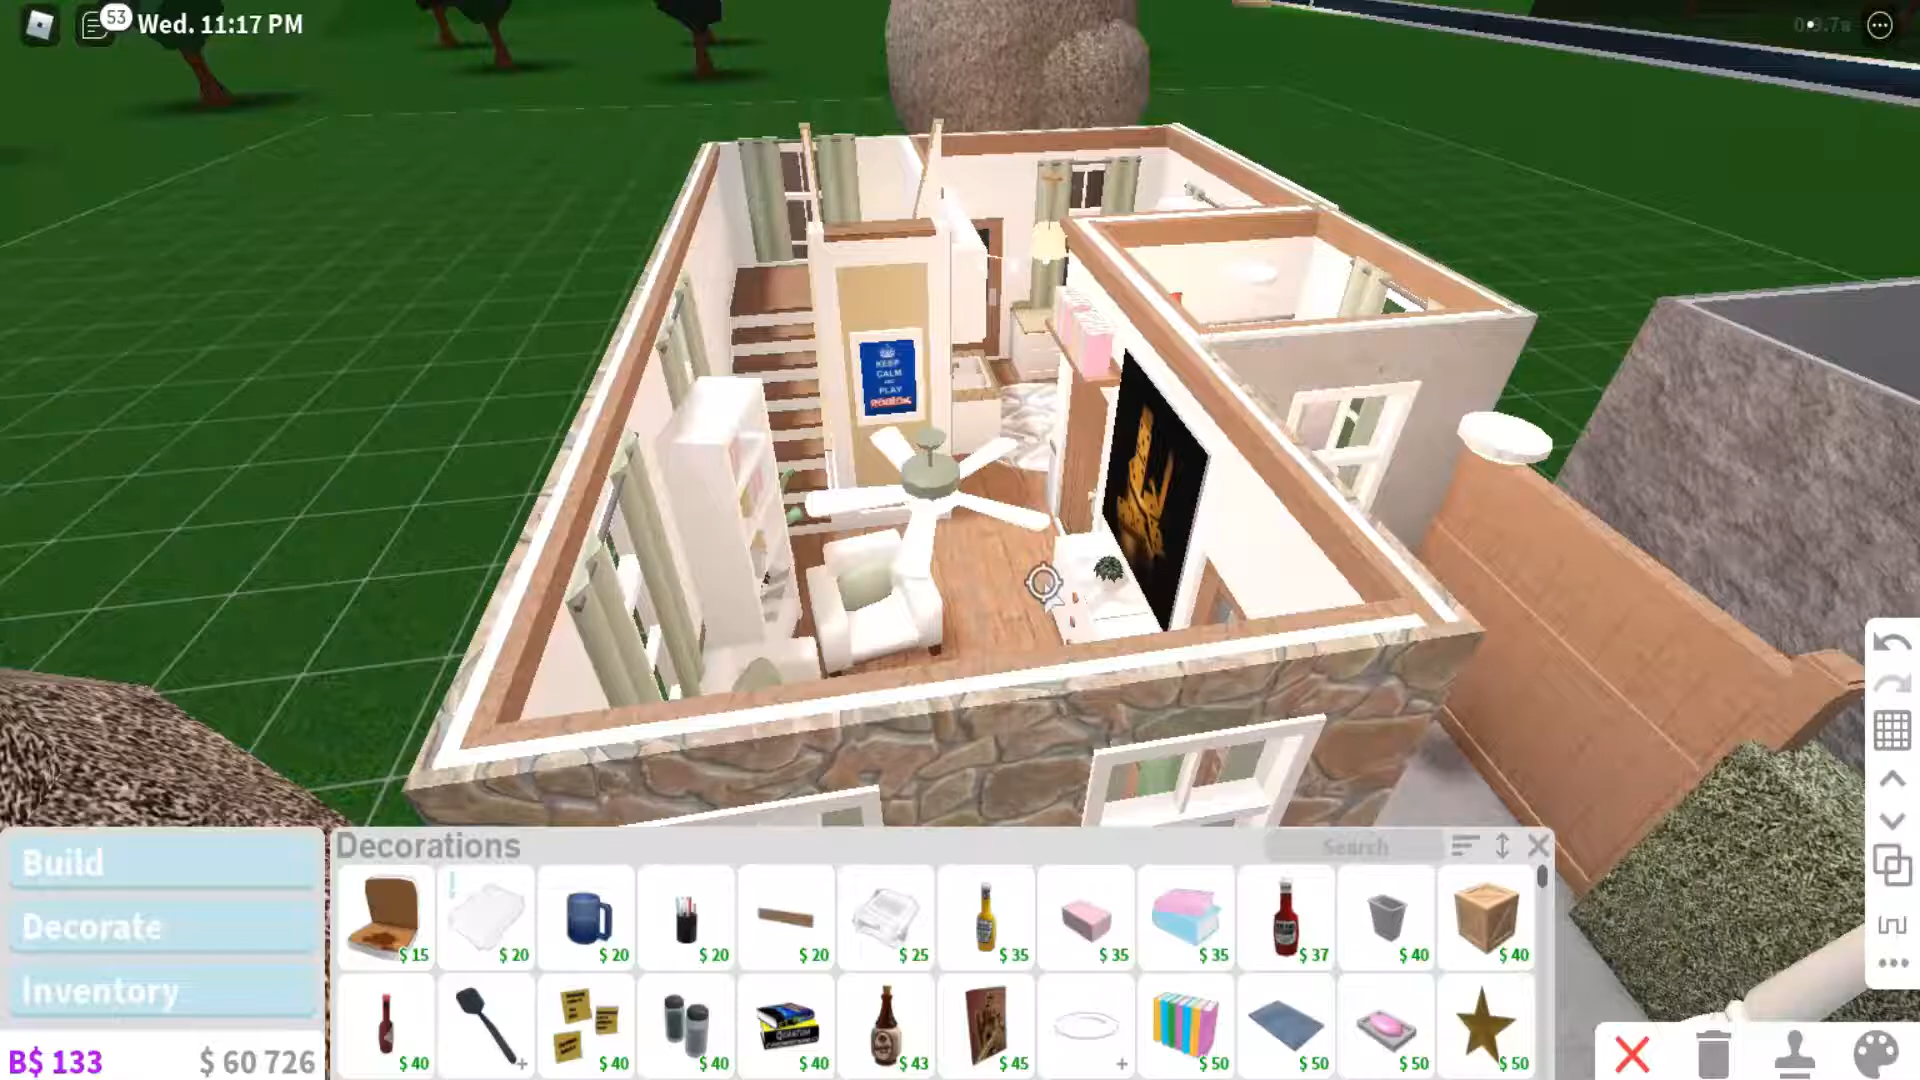 53
Wed. 11:17 PM
KEEP
CALM
AND
PLAY
ROBLOX
Build
Decorate
Inventory
B$ 133
$ 60 726
Decorations
Search
$ 15
$ 20
$ 20
$ 20
$ 20
$ 25
$ 35
$ 35
$ 35
$ 37
$ 40
$ 40
$ 40
+
$ 40
$ 40
$ 40
$ 43
$ 45
+
$ 50
$ 50
$ 50
$ 50